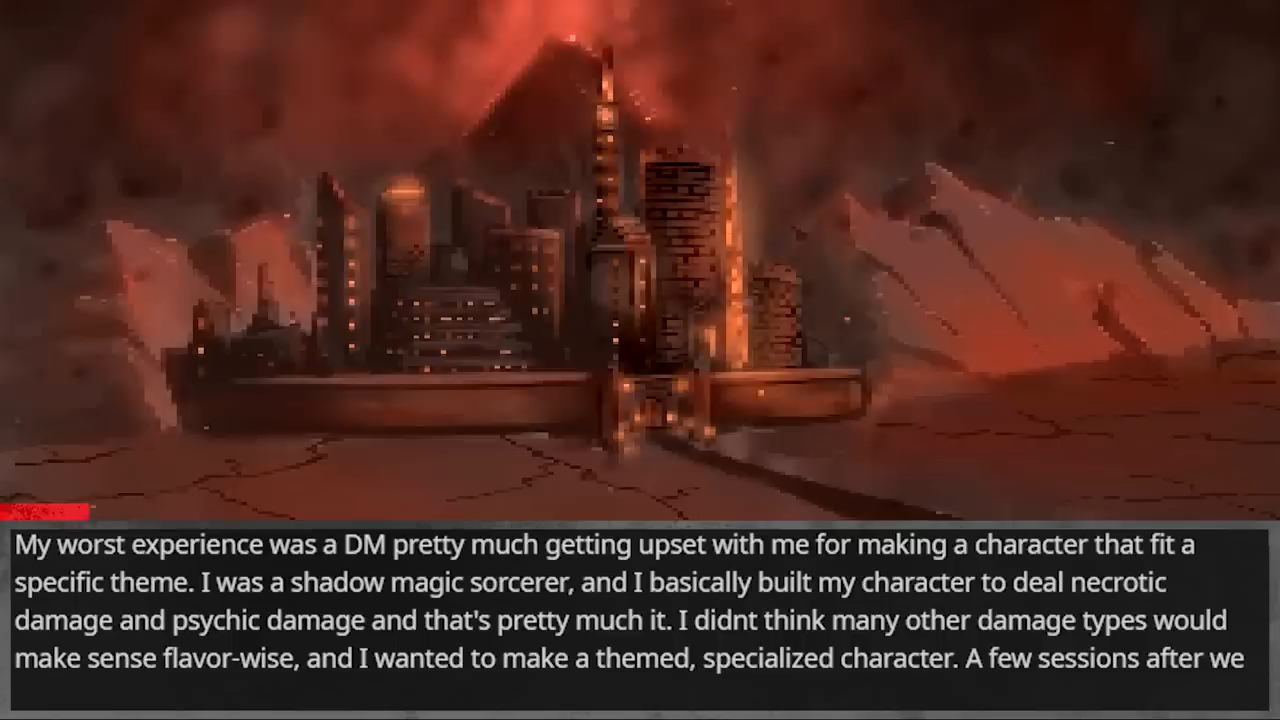 My worst experience was a DM pretty much getting upset with me for making a character that fit a
specific theme. I was a shadow magic sorcerer, and I basically built my character to deal necrotic
damage and psychic damage and that's pretty much it. I didnt think many other damage types would
make sense flavor-wise, and I wanted to make a themed, specialized character. A few sessions after we